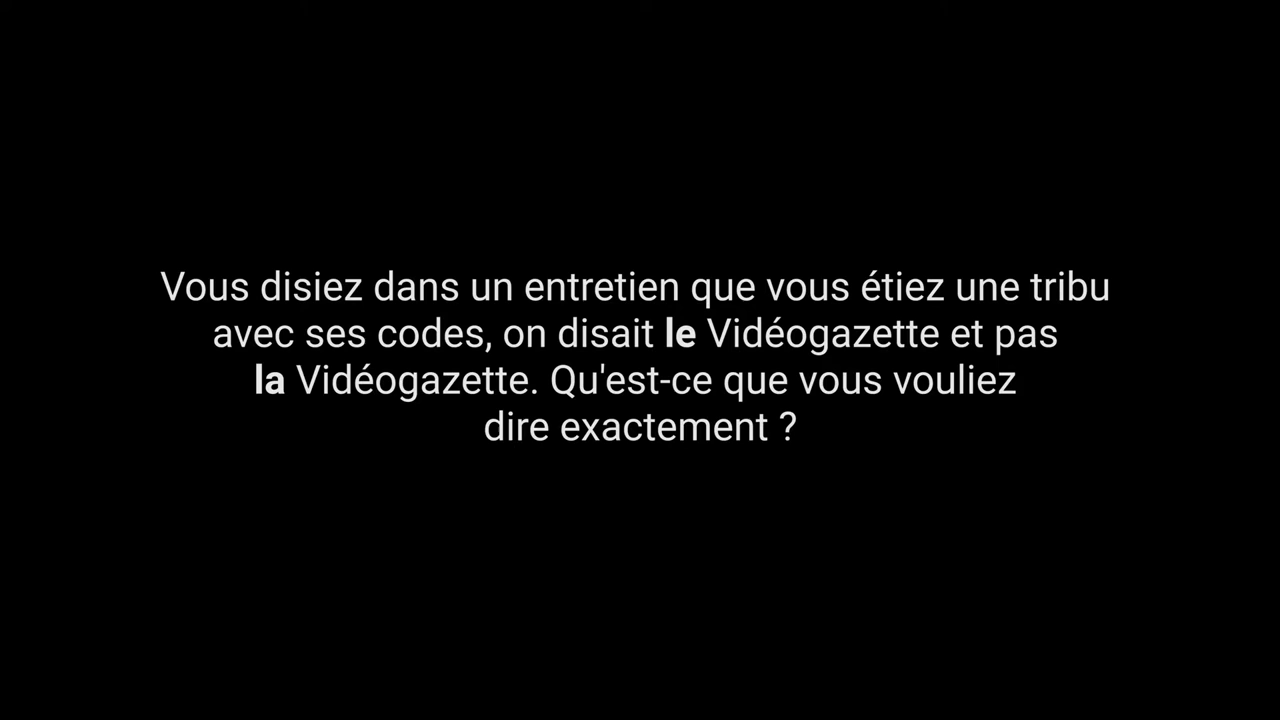 Vous disiez dans un entretien que vous étiez une tribu
avec ses codes, on disait le Vidéogazette et pas
la Vidéogazette. Qu'est-ce que vous vouliez
dire exactement ?